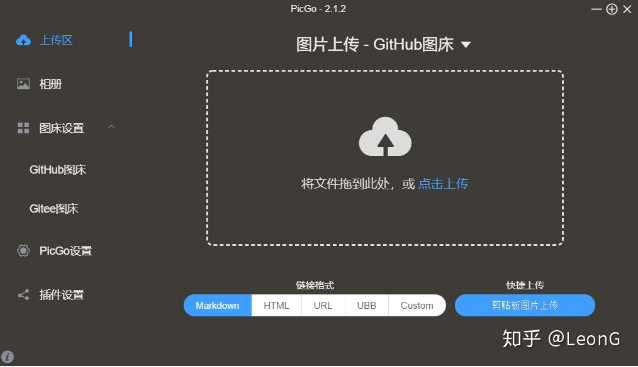 PicGo - 2.1.2
上传区
相册
图床设置
GitHub图床
Gitee图床
PicGo设置
插件设置
图片上传 - GitHub图床
将文件拖到此处，或 点击上传
链接格式
快捷上传
Markdown HTML URL UBB Custom
剪贴板图片上传
知乎 @LeonG